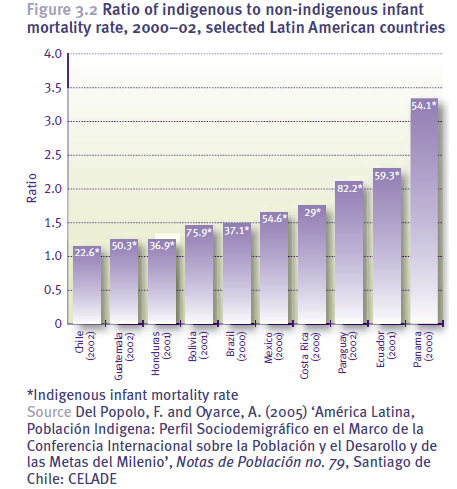 Figure 3.2 Ratio of indigenous to non-indigenous infant
mortality rate, 2000–02, selected Latin American countries
4.0
3.5
3.0
2.5
2.0
1.5
1.0
0.5
0
Ratio
22.6*
50.3*
36.9*
75.9*
37.1*
54.6*
29*
82.2*
59.3*
54.1*
Chile
(2002)
Guatemala
(2002)
Honduras
(2001)
Bolivia
(2001)
Brazil
(2000)
Mexico
(2000)
Costa Rica
(2000)
Paraguay
(2002)
Ecuador
(2001)
Panama
(2000)
*Indigenous infant mortality rate
Source Del Popolo, F. and Oyarce, A. (2005) ‘América Latina,
Población Indigena: Perfil Sociodemigráfico en el Marco de la
Conferencia Internacional sobre la Población y el Desarollo y de
las Metas del Milenio’, Notas de Población no. 79, Santiago de
Chile: CELADE